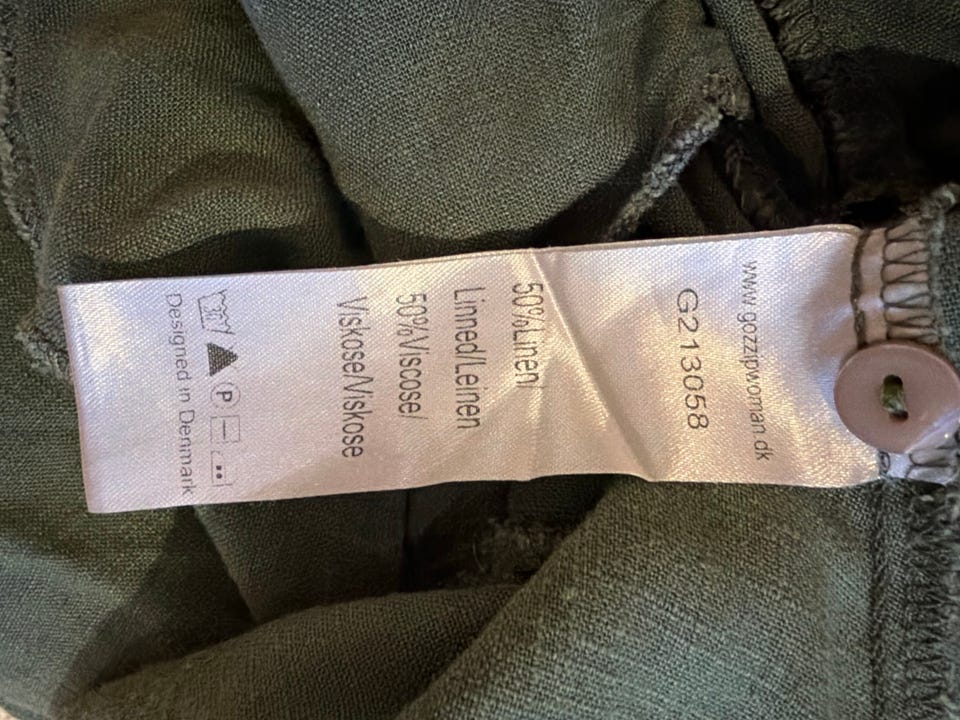 www.gozzipwoman.dk
G213058
50%Linen/
Linned/Leinen
50%Viscose/
Viskose/Viskose
P
Designed in Denmark